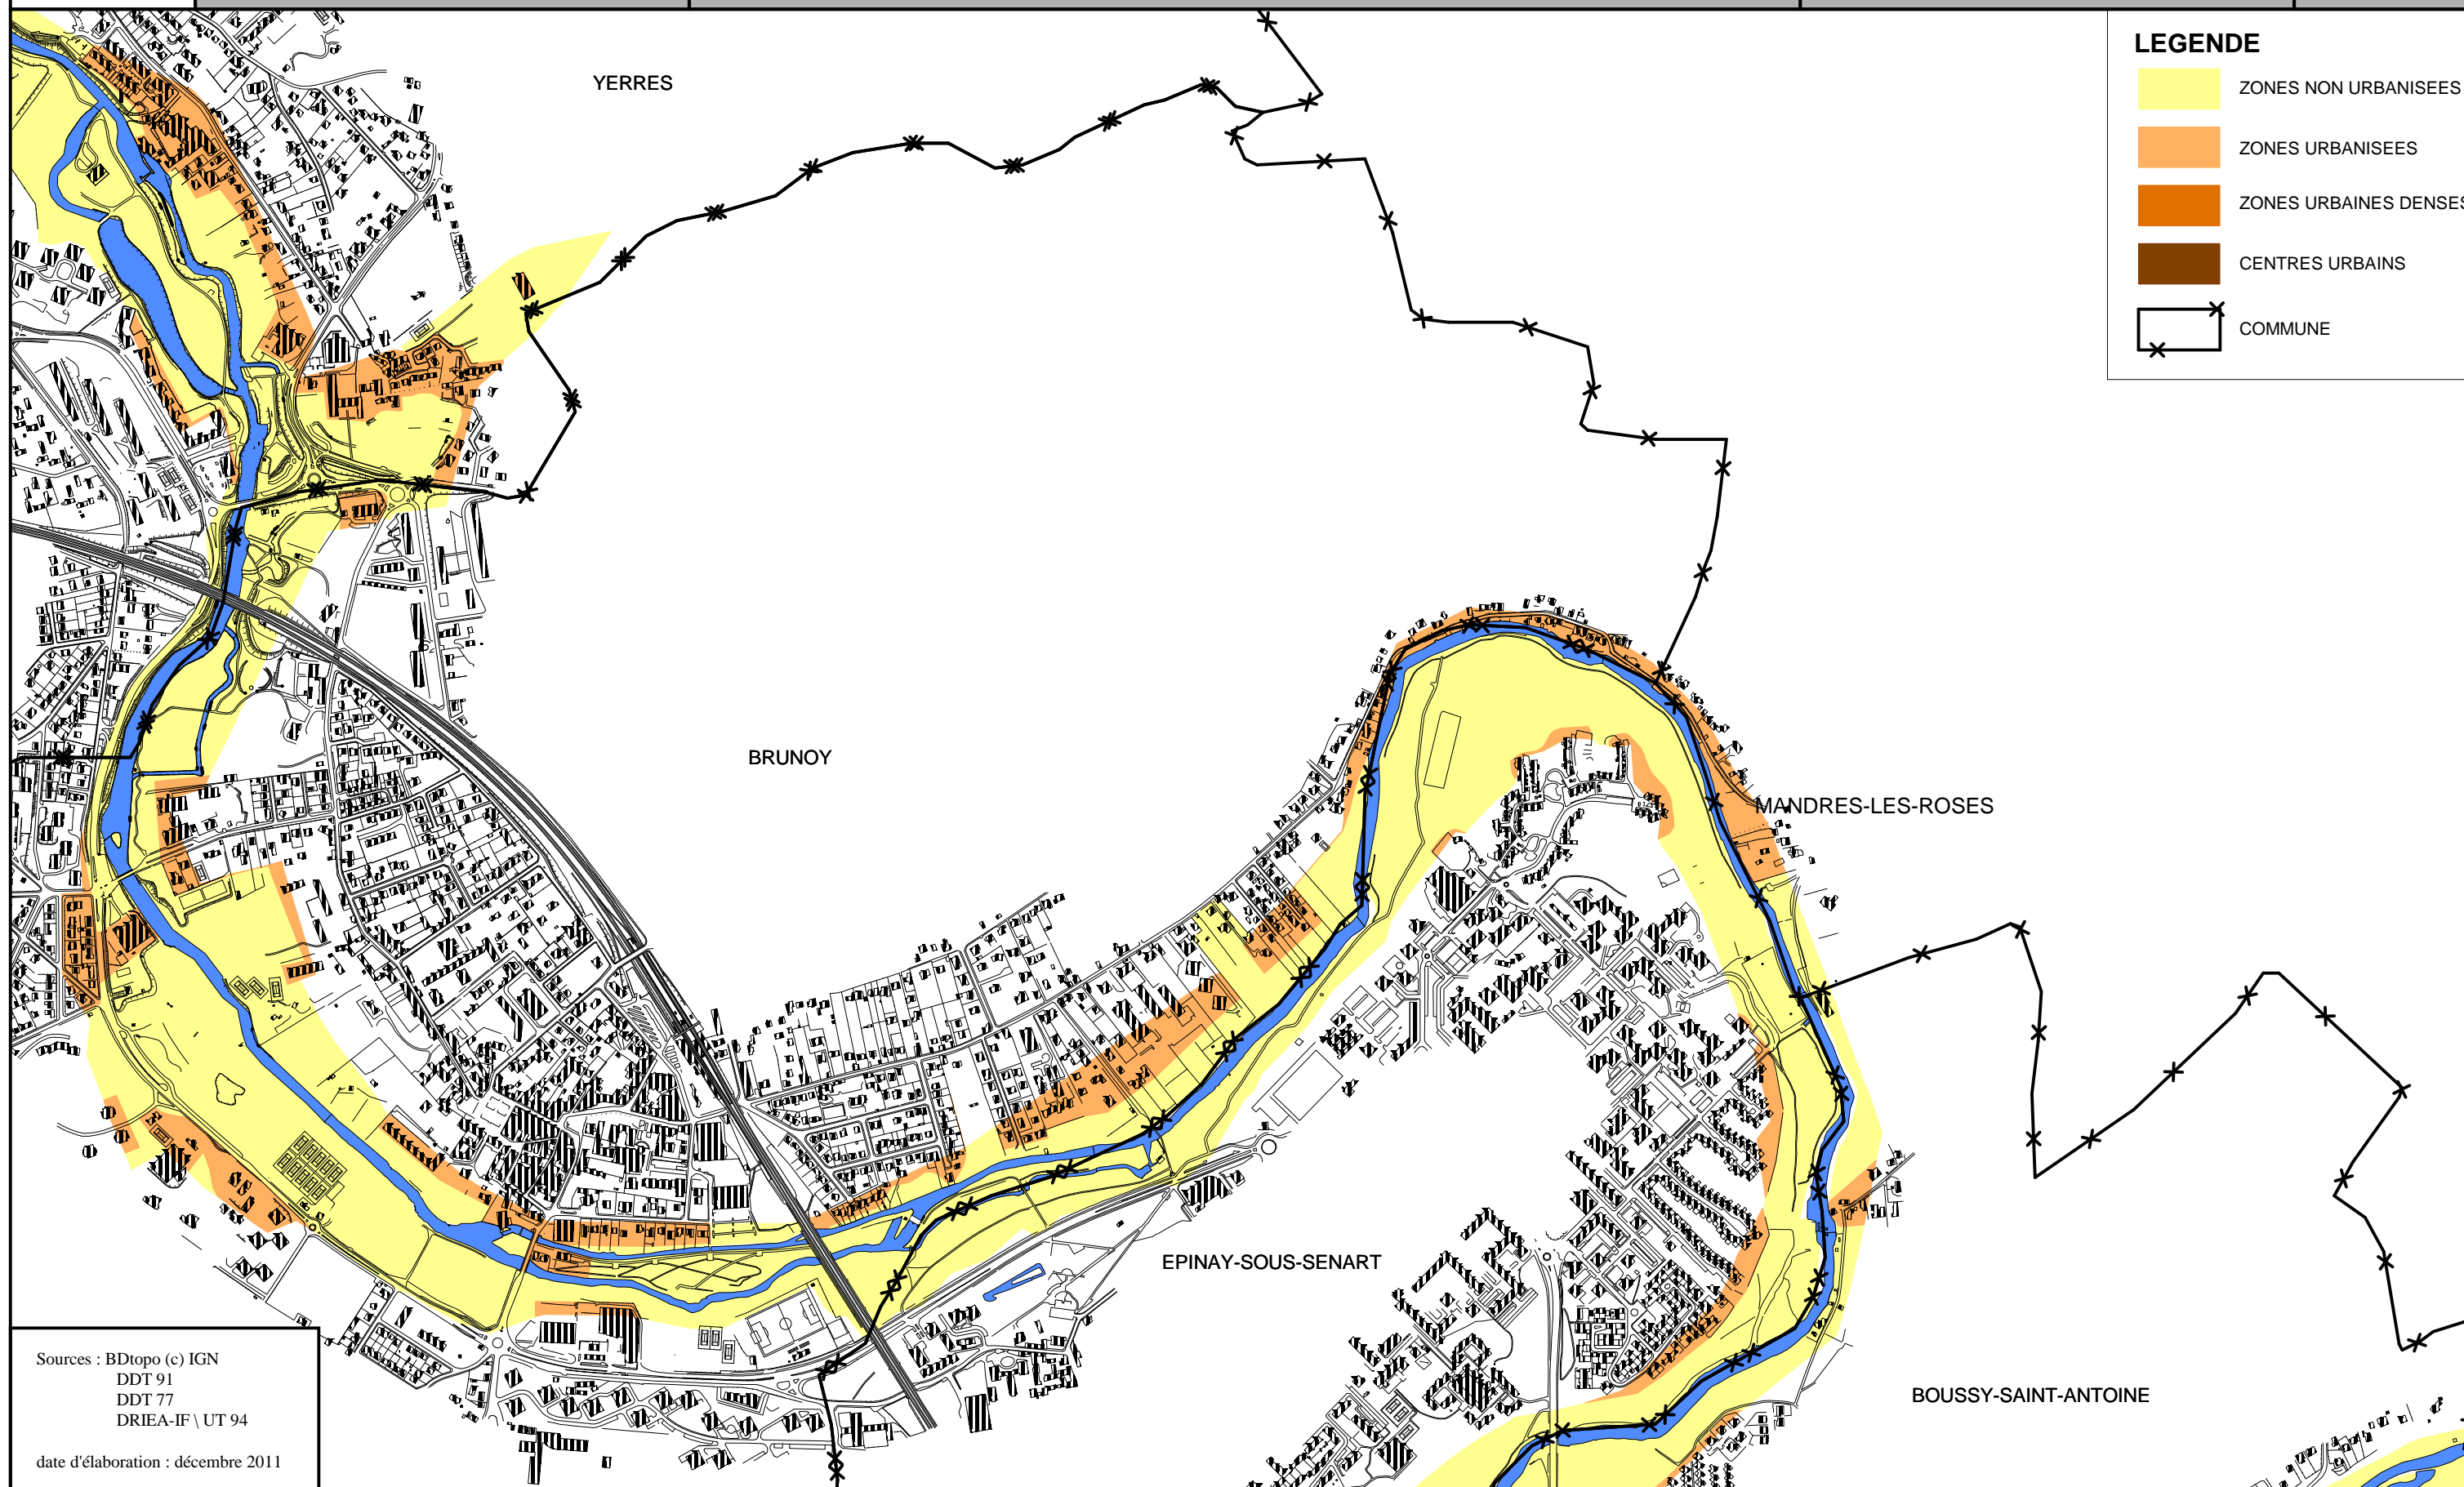 LEGENDE
ZONES NON URBANISEES
ZONES URBANISEES
ZONES URBAINES DENSES
CENTRES URBAINS
COMMUNE
YERRES
BRUNOY
MANDRES-LES-ROSES
EPINAY-SOUS-SENART
BOUSSY-SAINT-ANTOINE
Sources : BDtopo (c) IGN
DDT 91
DDT 77
DRIEA-IF \ UT 94
date d'élaboration : décembre 2011